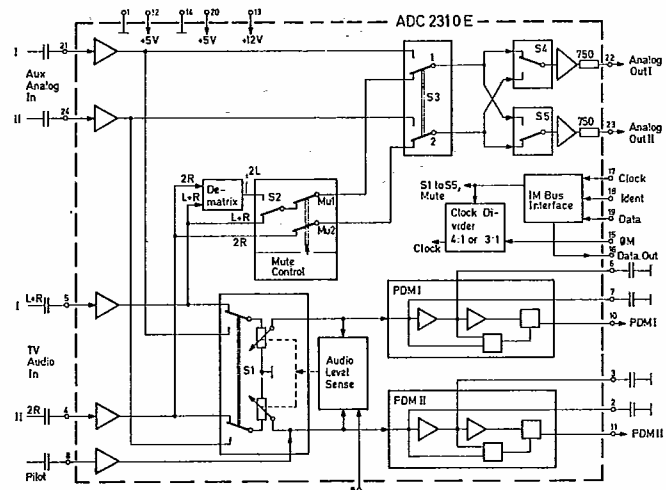 ADC 2310 E
1
12
14
20
13
+5V
+5V
+12V
I
21
Aux
Analog
In
II
24
1
S3
2
S4
750
22
Analog
Out I
S5
750
23
Analog
Out II
2R
De-
matrix
2L
L+R
S2
Mu1
L+R
2R
Mu2
Mute
Control
S1 to S5,
Mute
Clock Di-
vider
4:1 or 3:1
Clock
IM Bus
Interface
17
Clock
18
Ident
19
Data
15
ΦM
16
Data Out
6
7
PDM I
10
PDM I
I
L+R
5
TV
Audio
In
S1
Audio
Level
Sense
II
2R
4
Pilot
8
3
2
PDM II
11
PDM II